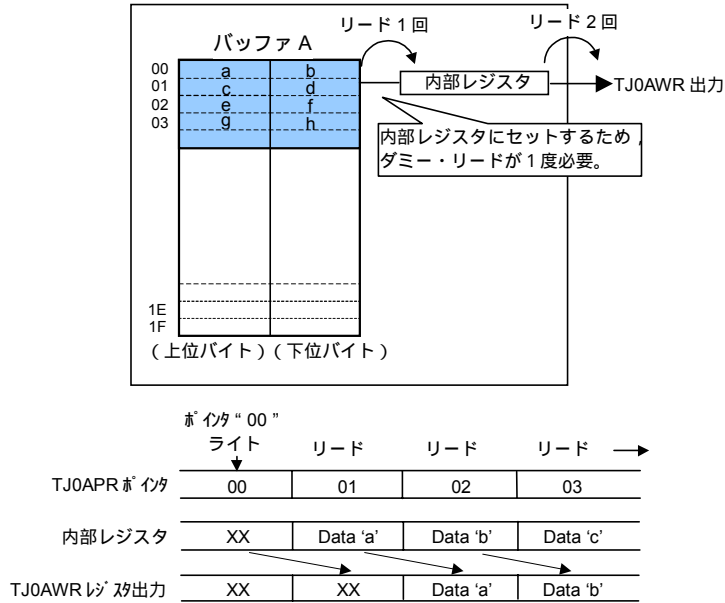 リード１回
リード２回
バッファ A
00 a b
01 c d
02 e f
03 g h
内部レジスタ
TJ0AWR 出力
内部レジスタにセットするため，
ダミー・リードが１度必要。
1E
1F
（上位バイト）（下位バイト）
ﾎﾟｲﾝﾀ “ 00 ”
ライト
リード リード リード
TJ0APR ﾎﾟｲﾝﾀ 00 01 02 03
内部レジスタ XX Data ‘a’ Data ‘b’ Data ‘c’
TJ0AWR ﾚｼﾞｽﾀ出力 XX XX Data ‘a’ Data ‘b’